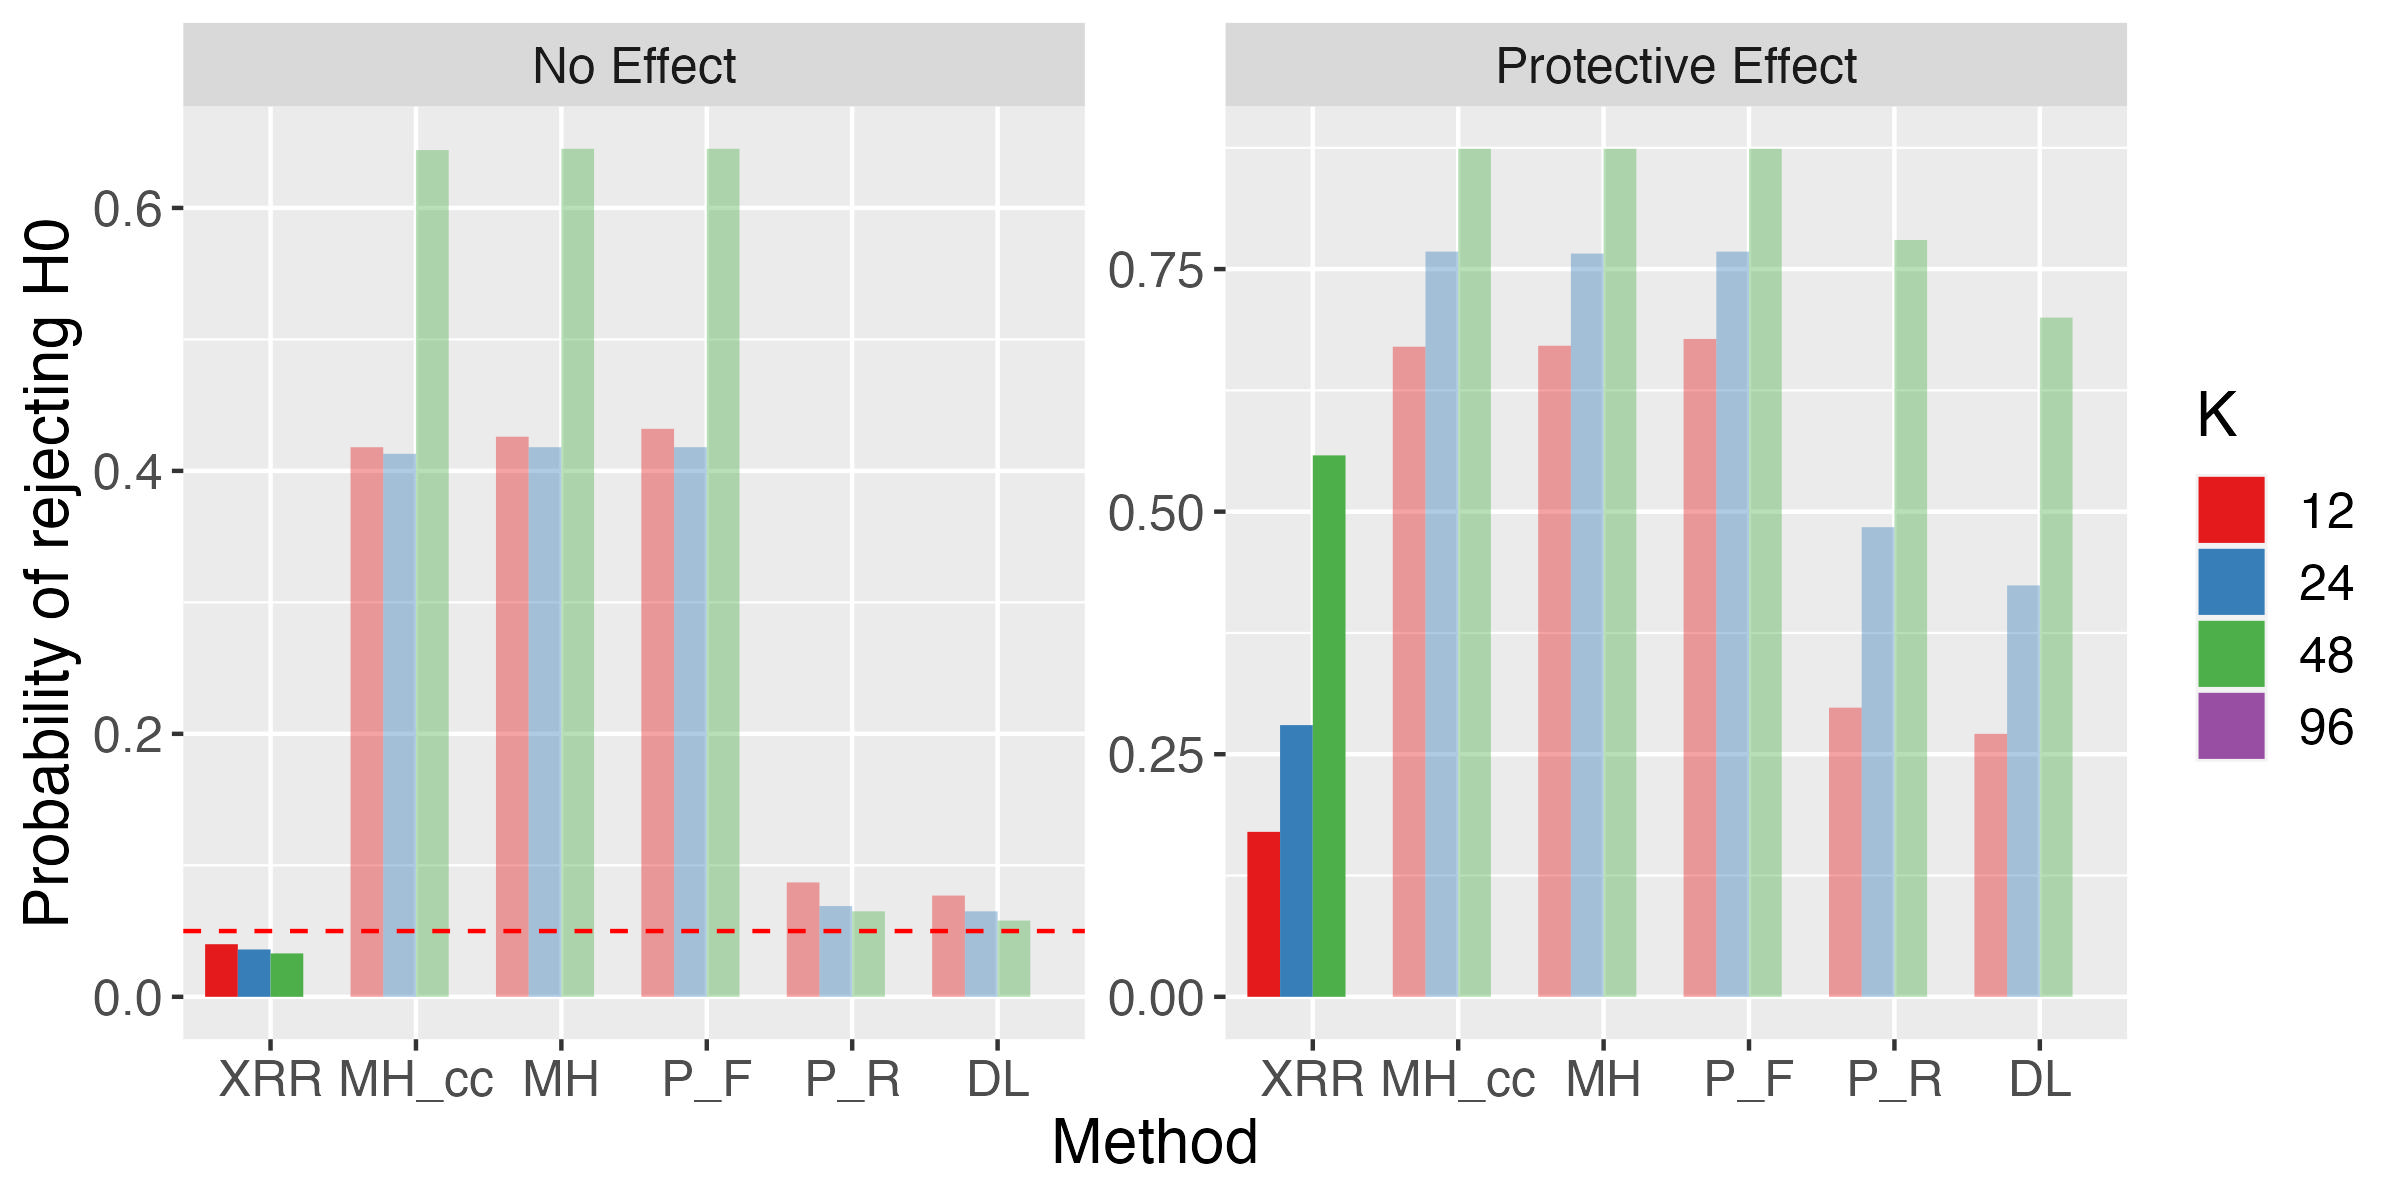 No Effect
Protective Effect
Probability of rejecting H0
0.6
0.4
0.2
0.0
0.75
0.50
0.25
0.00
XRR MH_cc MH P_F P_R DL
XRR MH_cc MH P_F P_R DL
Method
K
12
24
48
96